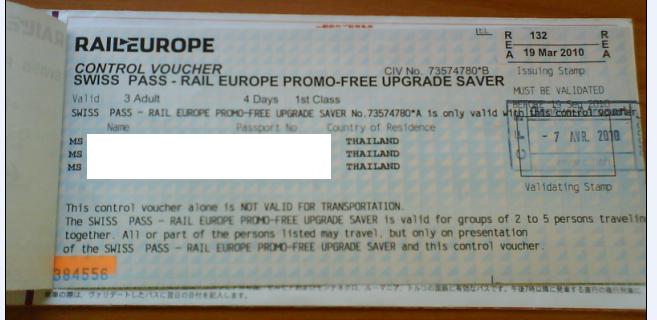 RAILEUROPE
132
19 Mar 2010
REA
REA
CONTROL VOUCHER
CIV No. 73574780*B
Issuing Stamp
SWISS PASS - RAIL EUROPE PROMO-FREE UPGRADE SAVER
MUST BE VALIDATED
Valid 3 Adult 4 Days 1st Class
SWISS PASS - RAIL EUROPE PROMO-FREE UPGRADE SAVER No.73574780*A is only valid with this control voucher
Name Passport No Country of Residence
- 7 AVR. 2010
MS THAILAND
MS THAILAND
MS THAILAND
Validating Stamp
This control voucher alone is NOT VALID FOR TRANSPORTATION.
The SWISS PASS - RAIL EUROPE PROMO-FREE UPGRADE SAVER is valid for groups of 2 to 5 persons travelin
together. All or part of the persons listed may travel, but only on presentation
of the SWISS PASS - RAIL EUROPE PROMO-FREE UPGRADE SAVER and this control voucher.
384556